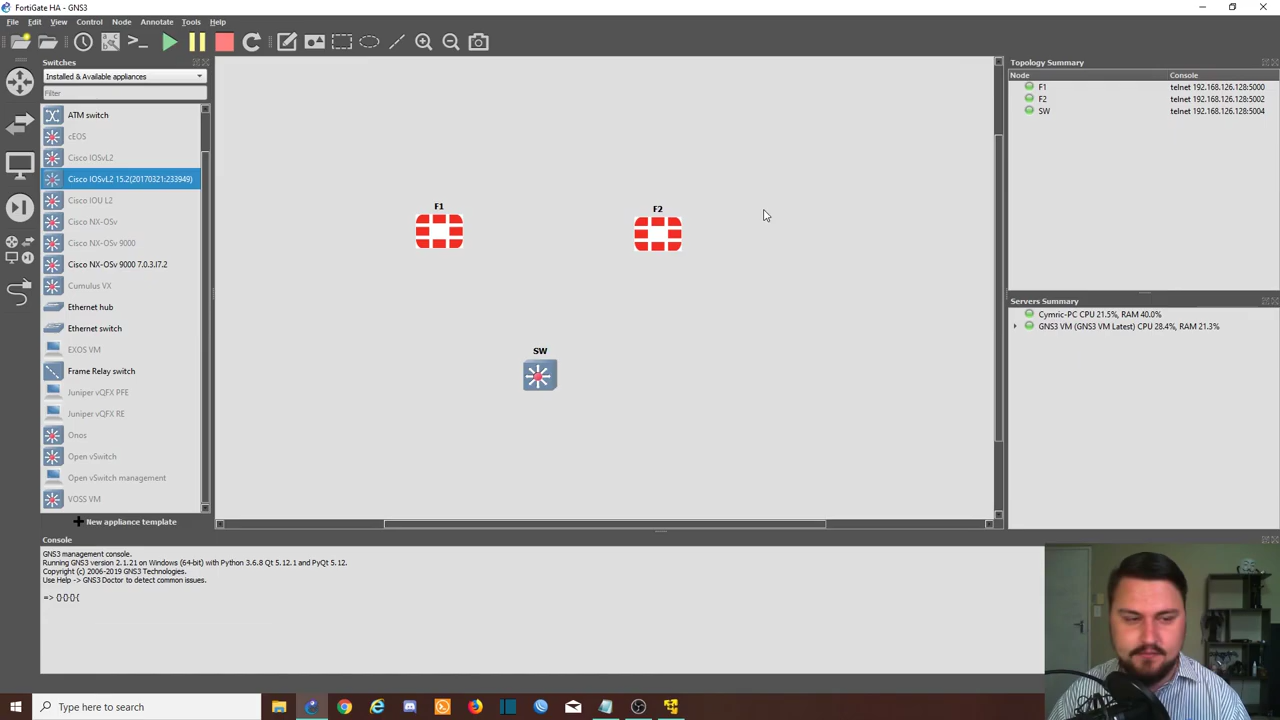 FortiGate HA - GNS3
File Edit View Control Node Annotate Tools Help
Switches
Installed & Available appliances
Filter
ATM switch
cEOS
Cisco IOSvL2
Cisco IOSvL2 15.2(20170321:233949)
Cisco IOU L2
Cisco NX-OSv
Cisco NX-OSv 9000
Cisco NX-OSv 9000 7.0.3.I7.2
Cumulus VX
Ethernet hub
Ethernet switch
EXOS VM
Frame Relay switch
Juniper vQFX PFE
Juniper vQFX RE
Onos
Open vSwitch
Open vSwitch management
VOSS VM
New appliance template
F1
F2
SW
Topology Summary
Node Console
F1 telnet 192.168.126.128:5000
F2 telnet 192.168.126.128:5002
SW telnet 192.168.126.128:5004
Servers Summary
Cymric-PC CPU 21.5%, RAM 40.0%
GNS3 VM (GNS3 VM Latest) CPU 28.4%, RAM 21.3%
Console
GNS3 management console.
Running GNS3 version 2.1.21 on Windows (64-bit) with Python 3.6.8 Qt 5.12.1 and PyQt 5.12.
Copyright (c) 2006-2019 GNS3 Technologies.
Use Help -> GNS3 Doctor to detect common issues.
=> {}{}{}{
Type here to search